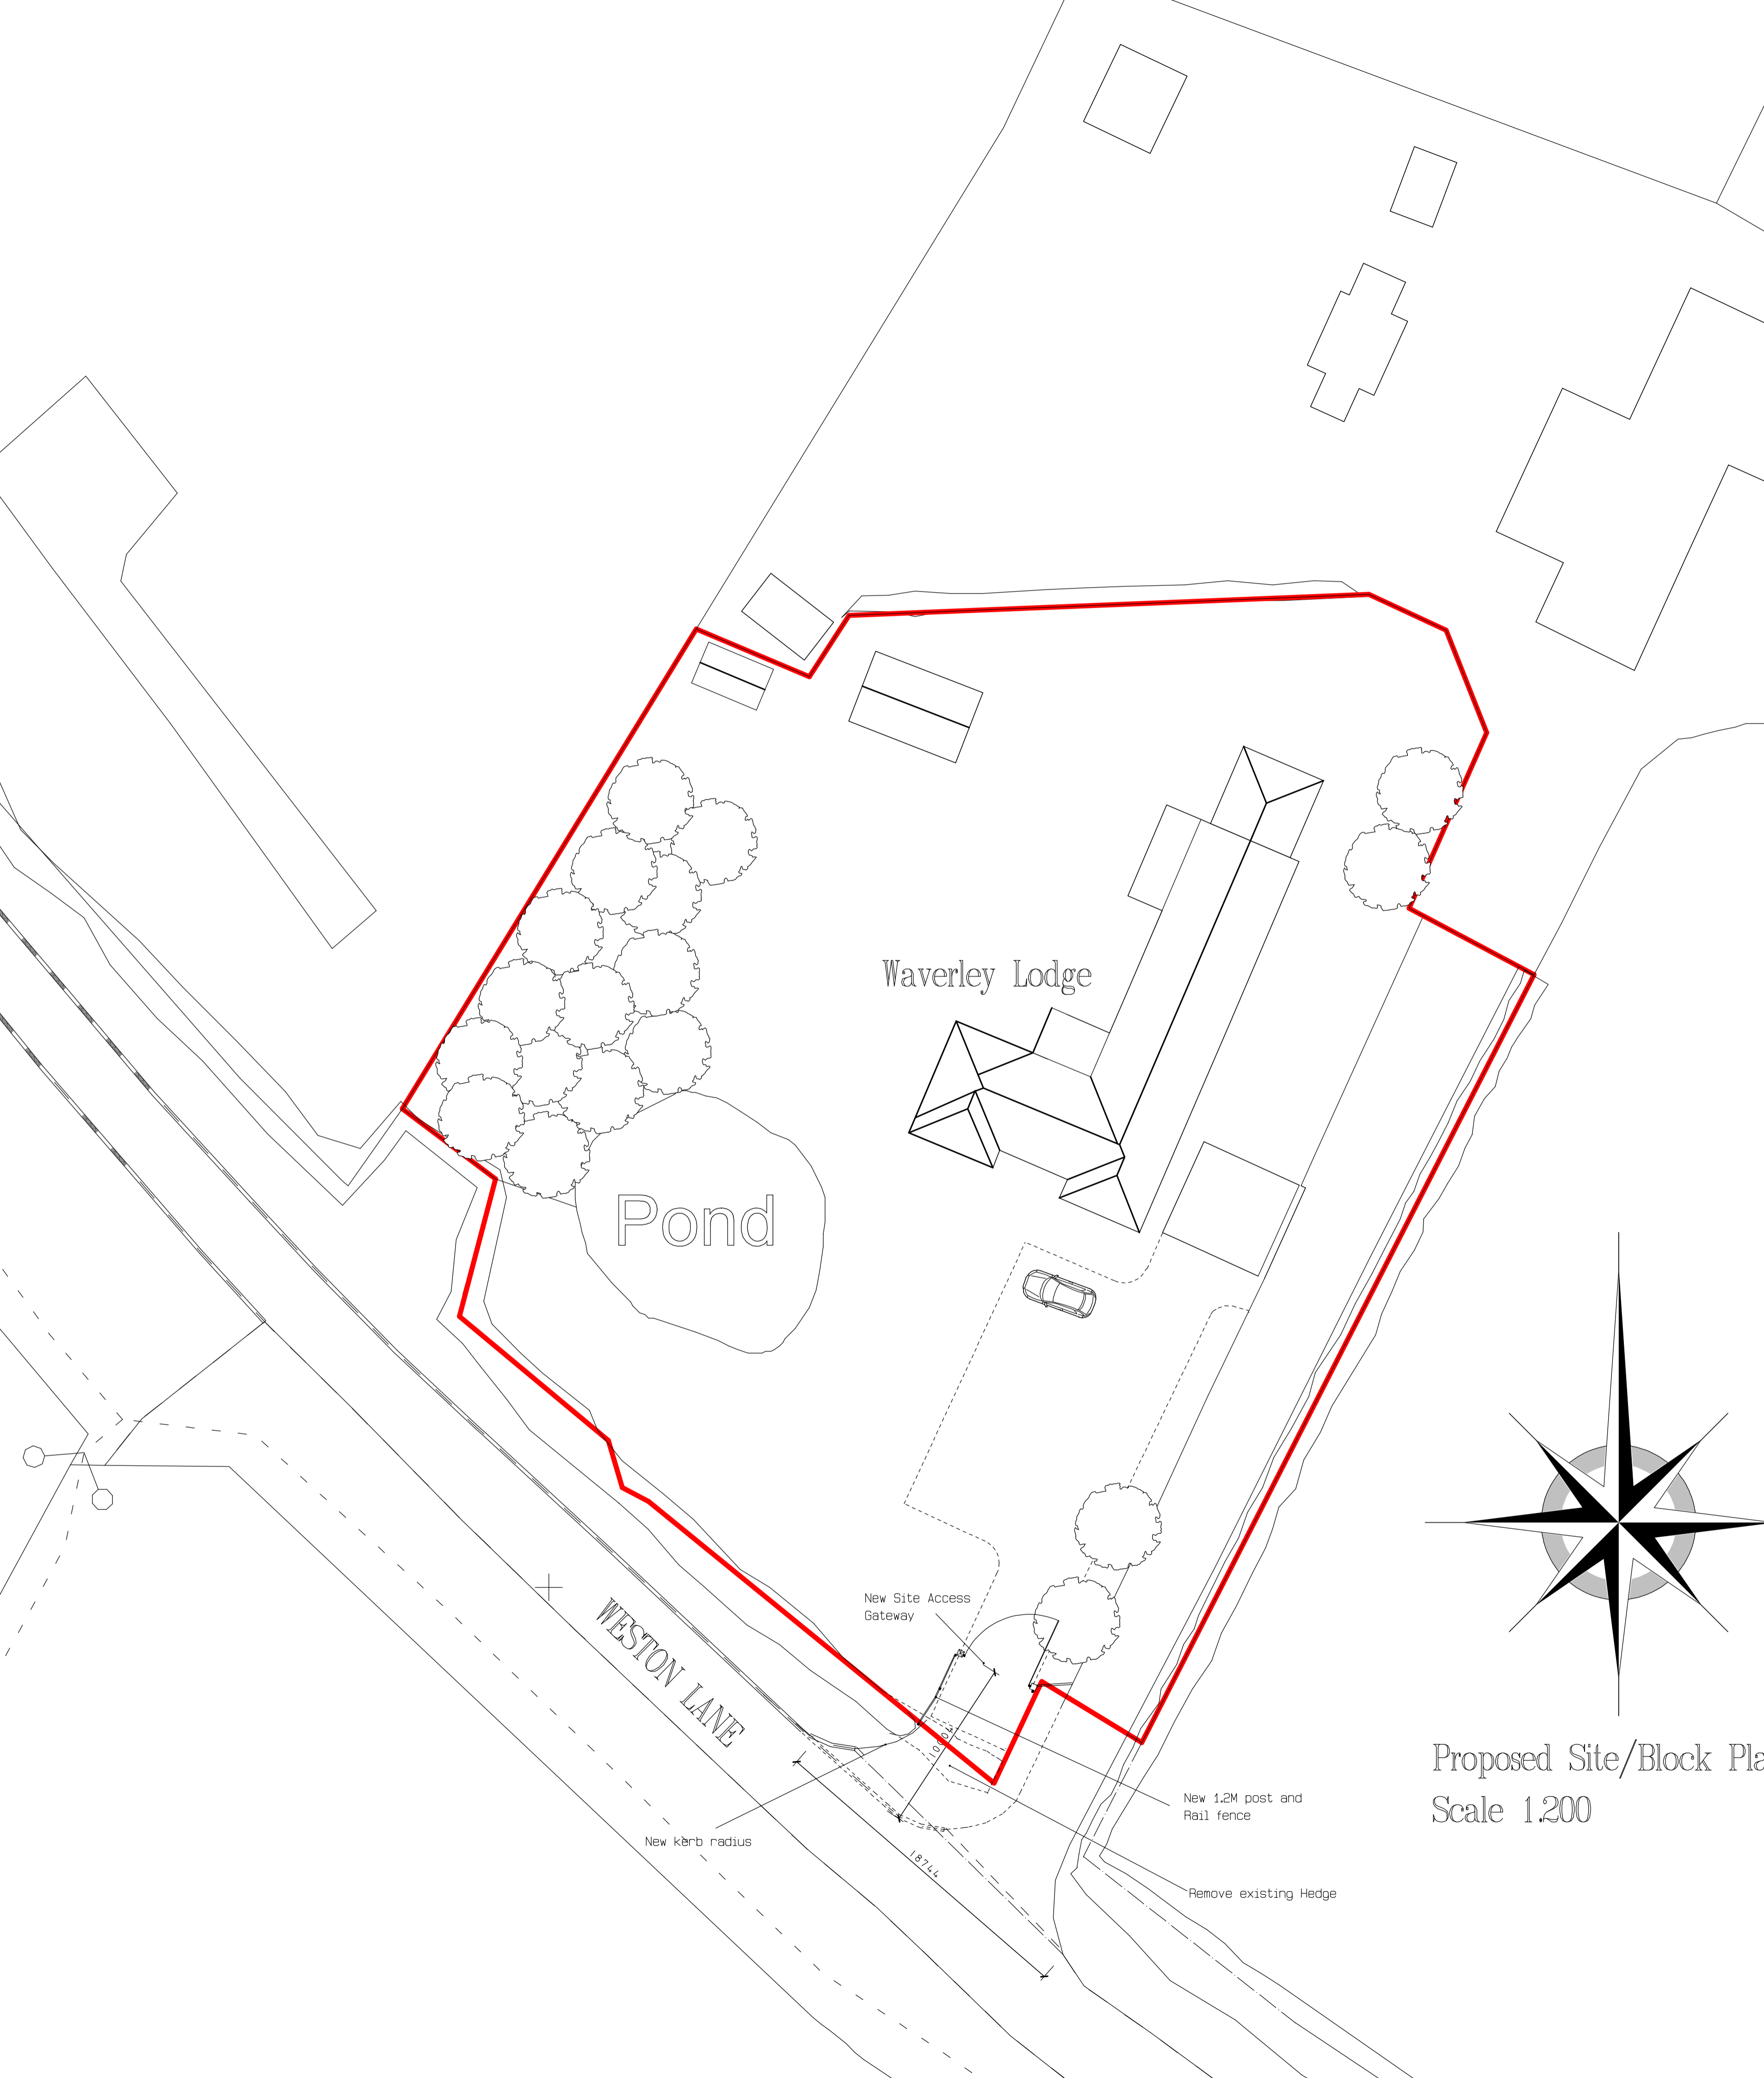 Waverley Lodge
Pond
New Site Access
Gateway
WESTON LANE
New 1.2M post and
Rail fence
New kerb radius
18744
Remove existing Hedge
Proposed Site/Block Pla
Scale 1.200